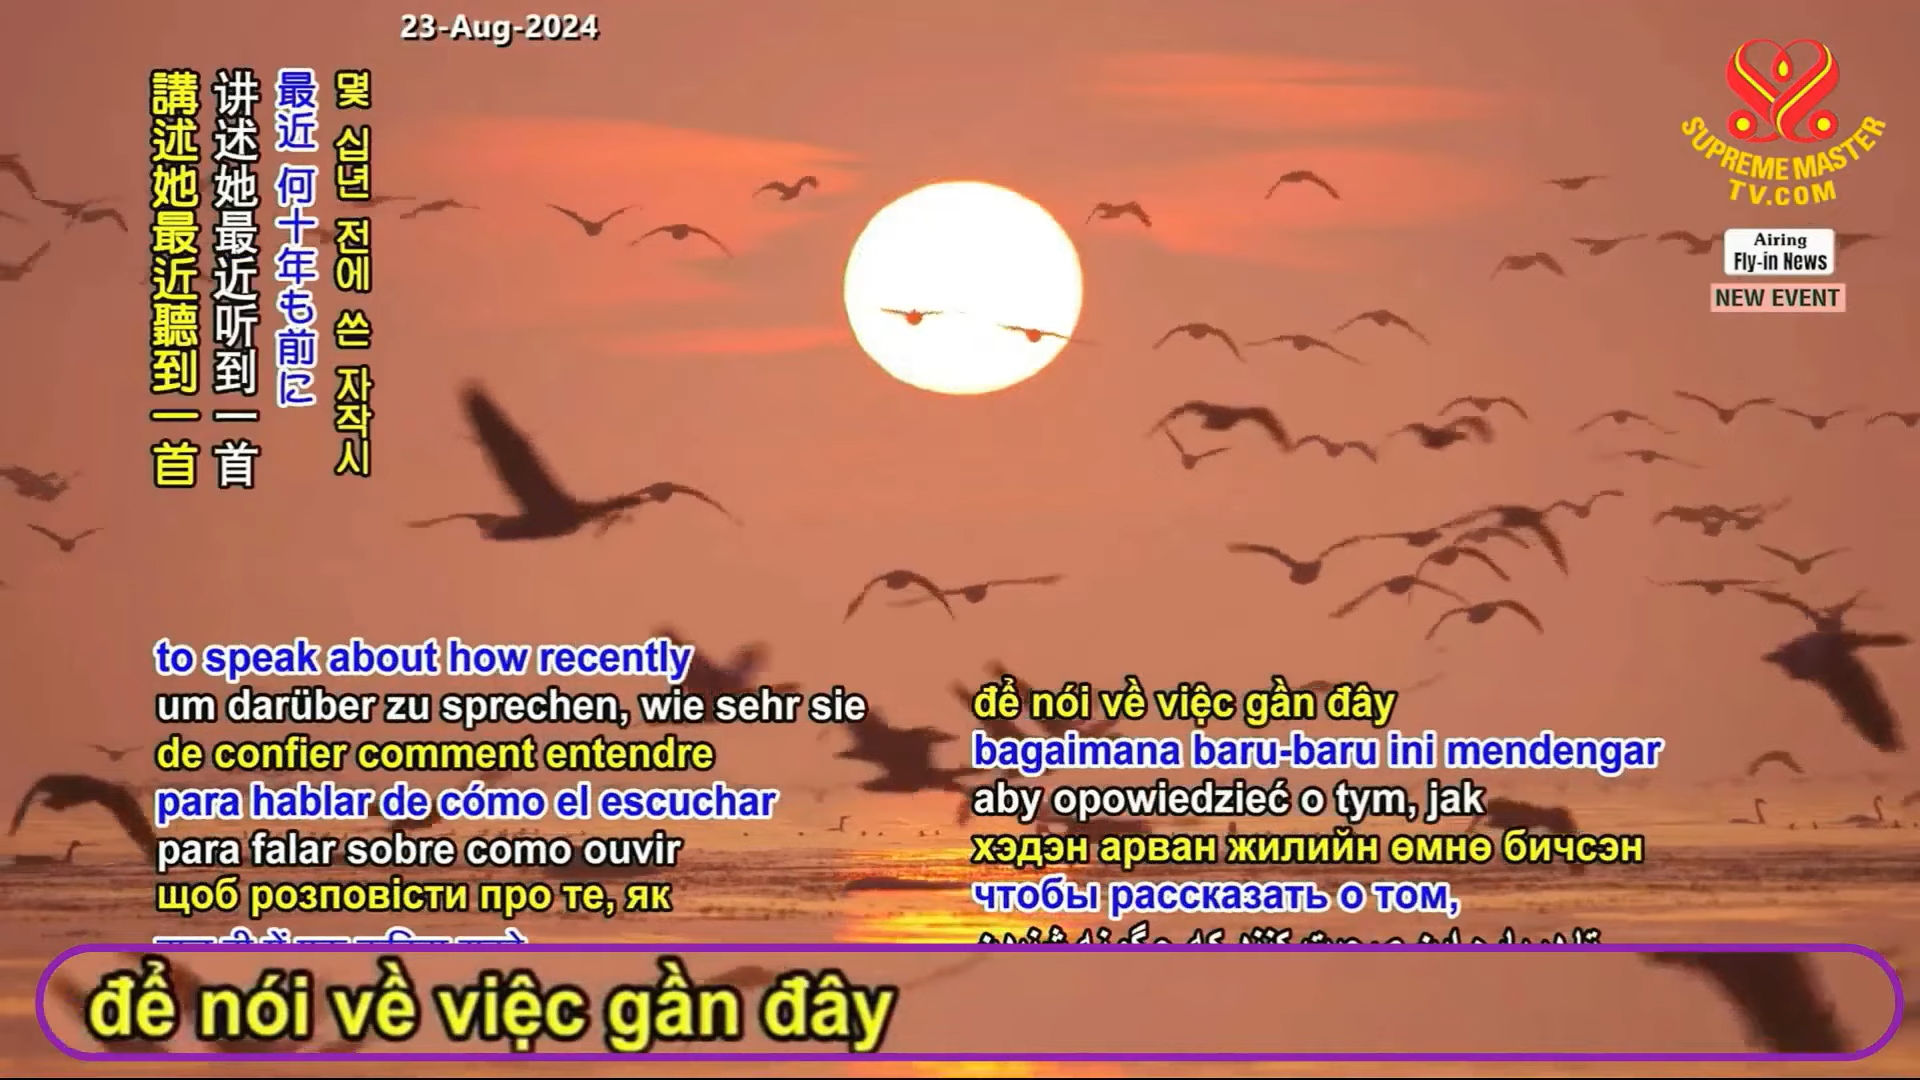 23-Aug-2024
SUPREME MASTER
TV.COM
Airing
Fly-in News
NEW EVENT
講述她最近聽到一首
讲述她最近听到一首
最近 何十年も前に
몇 십년 전에 쓴 자작시
to speak about how recently
um darüber zu sprechen, wie sehr sie
de confier comment entendre
para hablar de cómo el escuchar
para falar sobre como ouvir
щоб розповісти про те, як
để nói về việc gần đây
bagaimana baru-baru ini mendengar
aby opowiedzieć o tym, jak
хэдэн арван жилийн өмнө бичсэн
чтобы рассказать о том,
để nói về việc gần đây